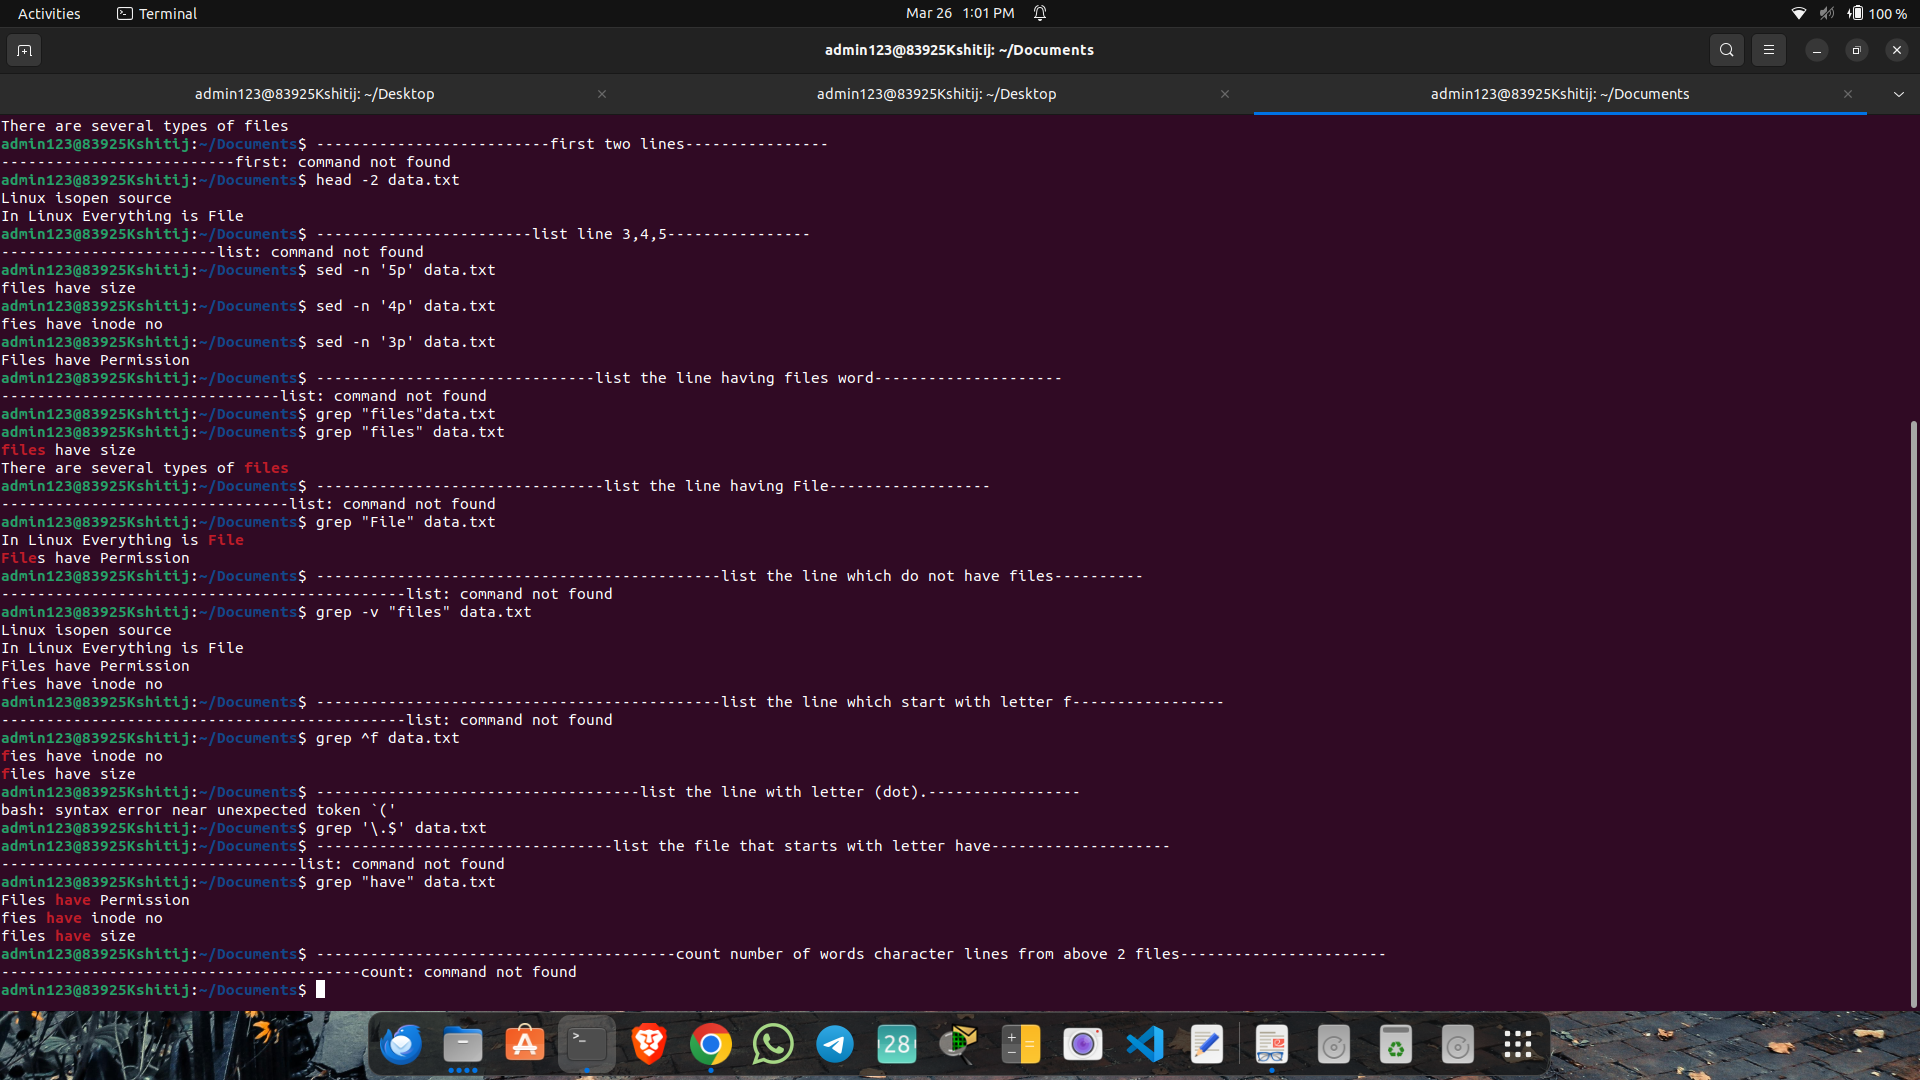 Activities
Terminal
Mar 26 1:01 PM
100 %
admin123@83925Kshitij: ~/Documents
admin123@83925Kshitij: ~/Desktop
admin123@83925Kshitij: ~/Desktop
admin123@83925Kshitij: ~/Documents
There are several types of files
admin123@83925Kshitij:~/Documents$ --------------------------first two lines----------------
--------------------------first: command not found
admin123@83925Kshitij:~/Documents$ head -2 data.txt
Linux isopen source
In Linux Everything is File
admin123@83925Kshitij:~/Documents$ ------------------------list line 3,4,5----------------
------------------------list: command not found
admin123@83925Kshitij:~/Documents$ sed -n '5p' data.txt
files have size
admin123@83925Kshitij:~/Documents$ sed -n '4p' data.txt
fies have inode no
admin123@83925Kshitij:~/Documents$ sed -n '3p' data.txt
Files have Permission
admin123@83925Kshitij:~/Documents$ -------------------------------list the line having files word---------------------
-------------------------------list: command not found
admin123@83925Kshitij:~/Documents$ grep "files"data.txt
admin123@83925Kshitij:~/Documents$ grep "files" data.txt
files have size
There are several types of files
admin123@83925Kshitij:~/Documents$ --------------------------------list the line having File------------------
--------------------------------list: command not found
admin123@83925Kshitij:~/Documents$ grep "File" data.txt
In Linux Everything is File
Files have Permission
admin123@83925Kshitij:~/Documents$ ---------------------------------------------list the line which do not have files----------
---------------------------------------------list: command not found
admin123@83925Kshitij:~/Documents$ grep -v "files" data.txt
Linux isopen source
In Linux Everything is File
Files have Permission
fies have inode no
admin123@83925Kshitij:~/Documents$ ---------------------------------------------list the line which start with letter f-----------------
---------------------------------------------list: command not found
admin123@83925Kshitij:~/Documents$ grep ^f data.txt
fies have inode no
files have size
admin123@83925Kshitij:~/Documents$ ------------------------------------list the line with letter (dot).-----------------
bash: syntax error near unexpected token `('
admin123@83925Kshitij:~/Documents$ grep '\.$' data.txt
admin123@83925Kshitij:~/Documents$ ---------------------------------list the file that starts with letter have--------------------
---------------------------------list: command not found
admin123@83925Kshitij:~/Documents$ grep "have" data.txt
Files have Permission
fies have inode no
files have size
admin123@83925Kshitij:~/Documents$ ----------------------------------------count number of words character lines from above 2 files-----------------------
----------------------------------------count: command not found
admin123@83925Kshitij:~/Documents$
28